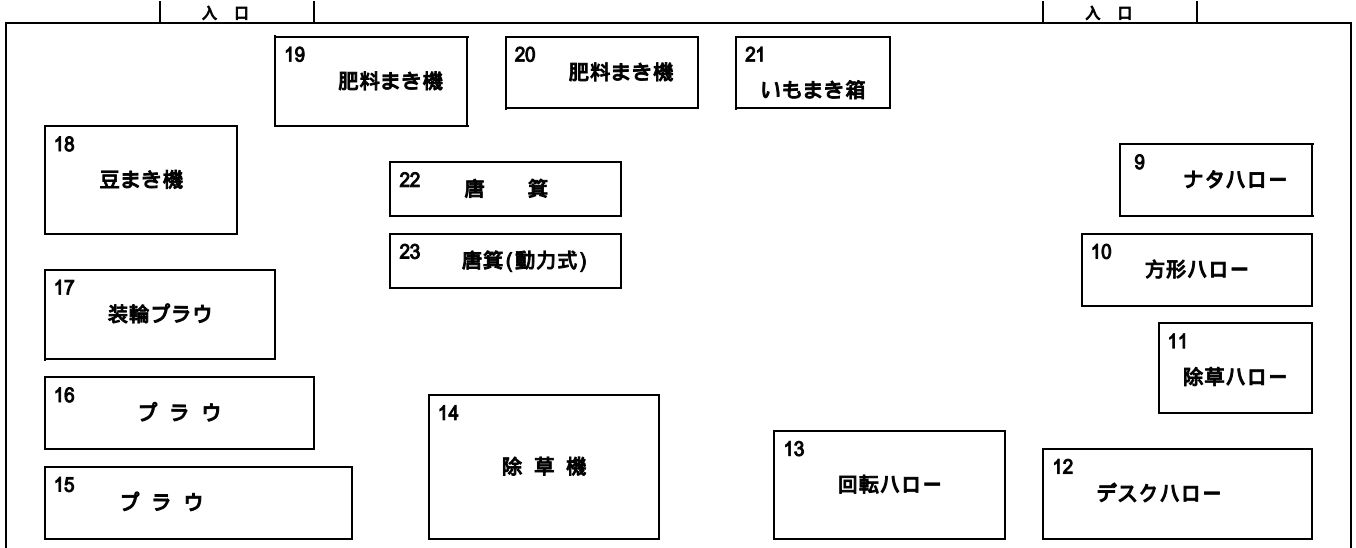 入 口
入 口
19
肥料まき機
20
肥料まき機
21
いもまき箱
18
豆まき機
22
唐 箕
9
ナタハロー
23
唐箕(動力式)
10
方形ハロー
17
装輪プラウ
11
除草ハロー
16
プ ラ ウ
14
除 草 機
13
回転ハロー
12
デスクハロー
15
プ ラ ウ